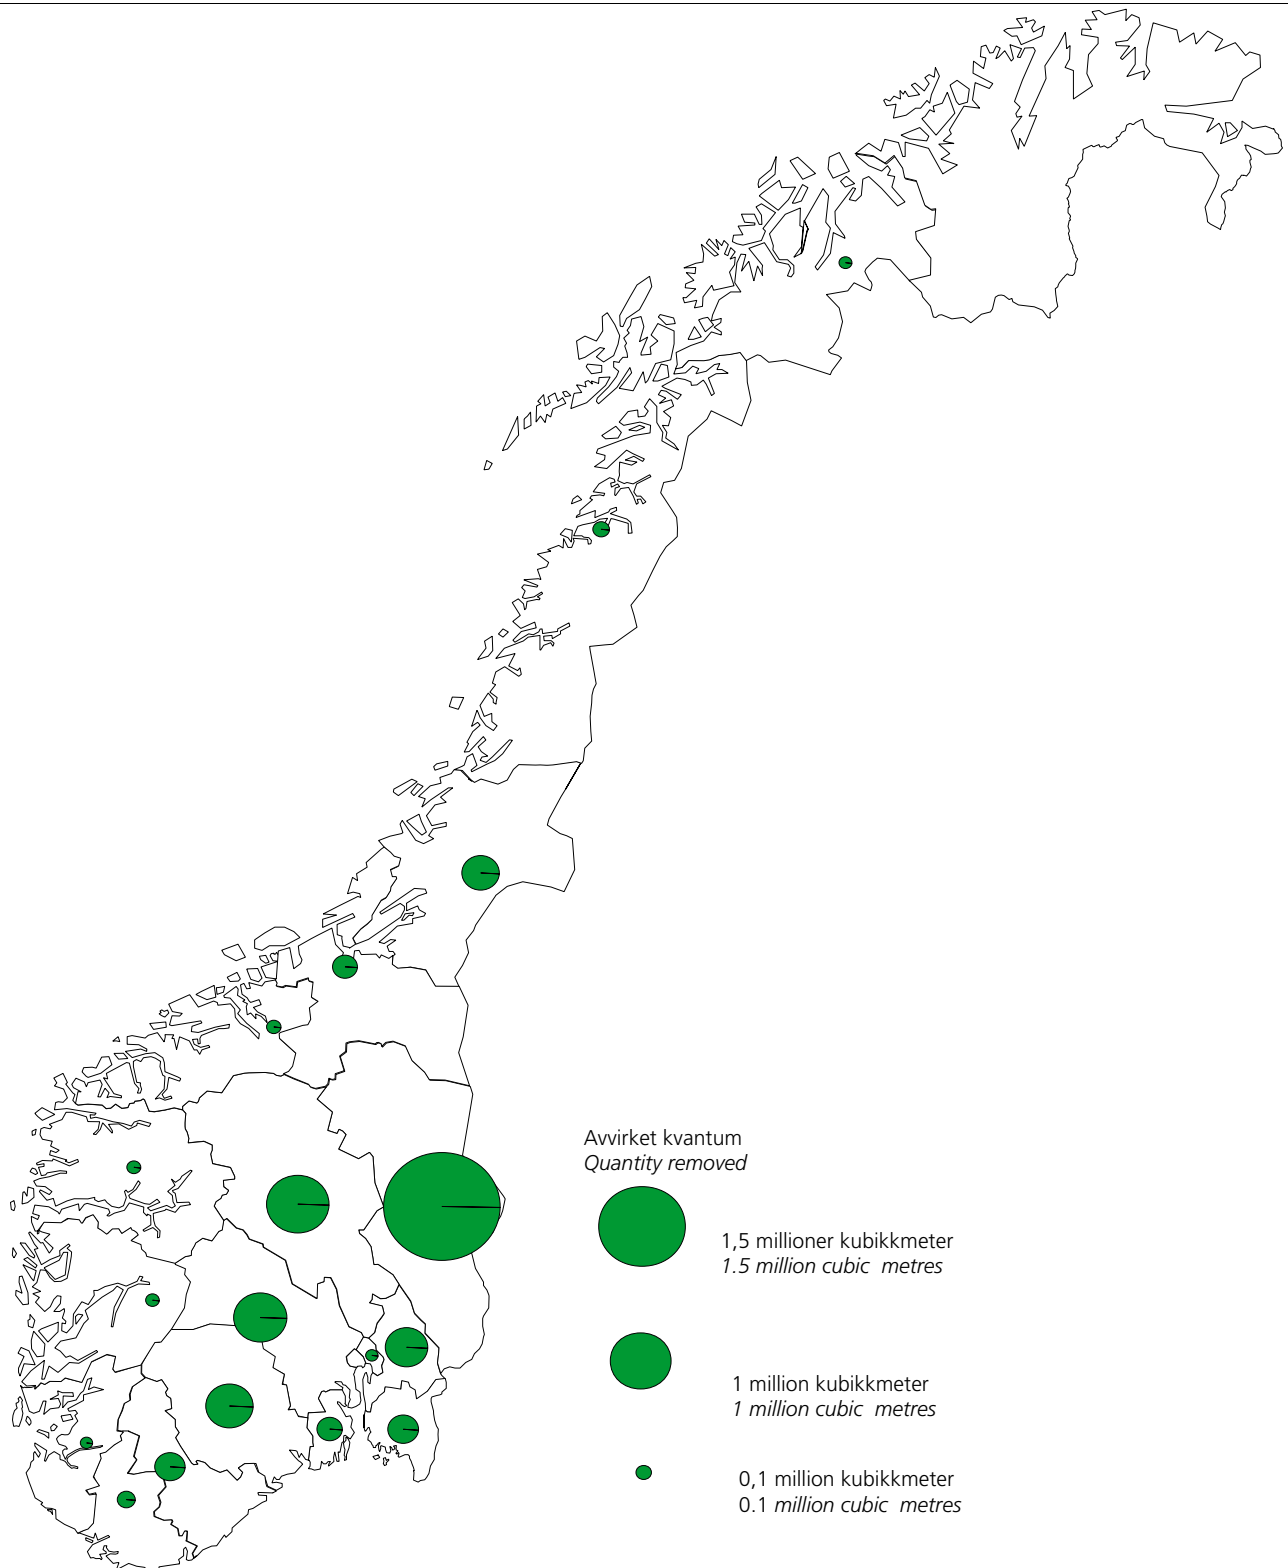 Avvirket kvantum
Quantity removed
1,5 millioner kubikkmeter
1.5 million cubic metres
1 million kubikkmeter
1 million cubic metres
0,1 million kubikkmeter
0.1 million cubic metres